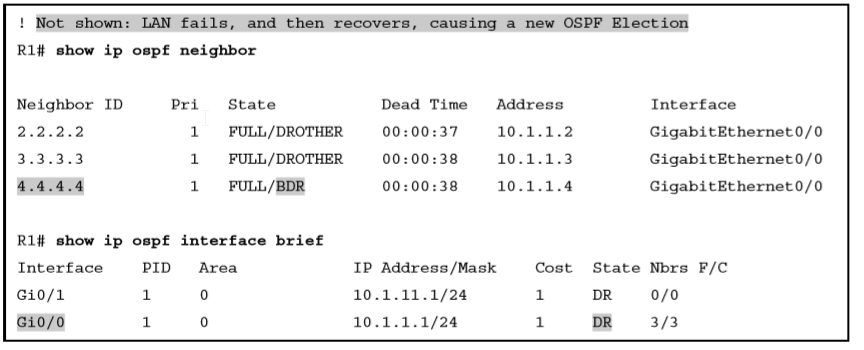 ! Not shown: LAN fails, and then recovers, causing a new OSPF Election
R1# show ip ospf neighbor
Neighbor ID Pri State Dead Time Address Interface
2.2.2.2 1 FULL/DROTHER 00:00:37 10.1.1.2 GigabitEthernet0/0
3.3.3.3 1 FULL/DROTHER 00:00:38 10.1.1.3 GigabitEthernet0/0
4.4.4.4 1 FULL/BDR 00:00:38 10.1.1.4 GigabitEthernet0/0
R1# show ip ospf interface brief
Interface PID Area IP Address/Mask Cost State Nbrs F/C
Gi0/1 1 0 10.1.11.1/24 1 DR 0/0
Gi0/0 1 0 10.1.1.1/24 1 DR 3/3